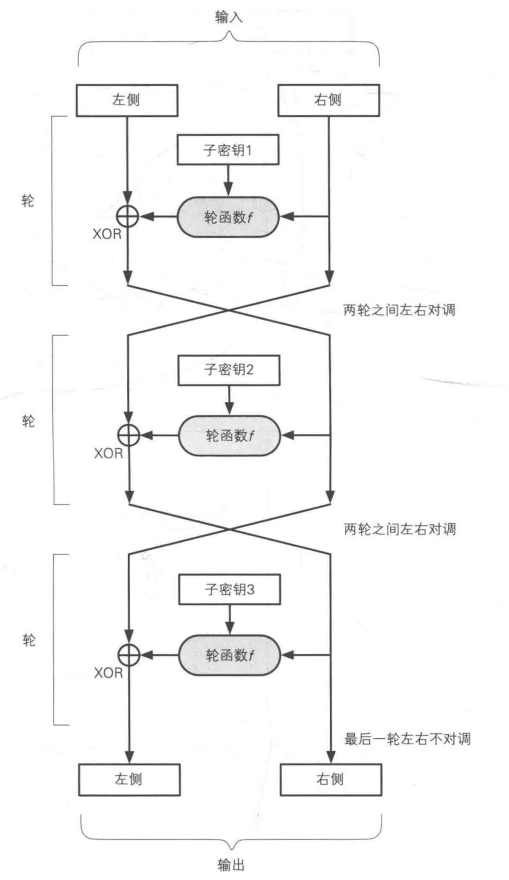 输入
左侧
右侧
子密钥1
轮
轮函数f
XOR
两轮之间左右对调
子密钥2
轮
轮函数f
XOR
两轮之间左右对调
子密钥3
轮
轮函数f
XOR
最后一轮左右不对调
左侧
右侧
输出